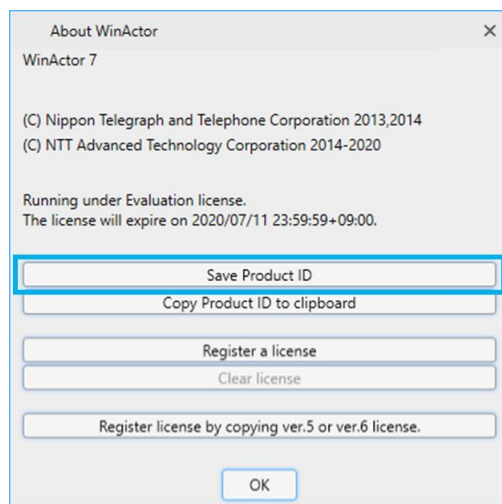 About WinActor
WinActor 7
(C) Nippon Telegraph and Telephone Corporation 2013,2014
(C) NTT Advanced Technology Corporation 2014-2020
Running under Evaluation license.
The license will expire on 2020/07/11 23:59:59+09:00.
Save Product ID
Copy Product ID to clipboard
Register a license
Clear license
Register license by copying ver.5 or ver.6 license.
OK